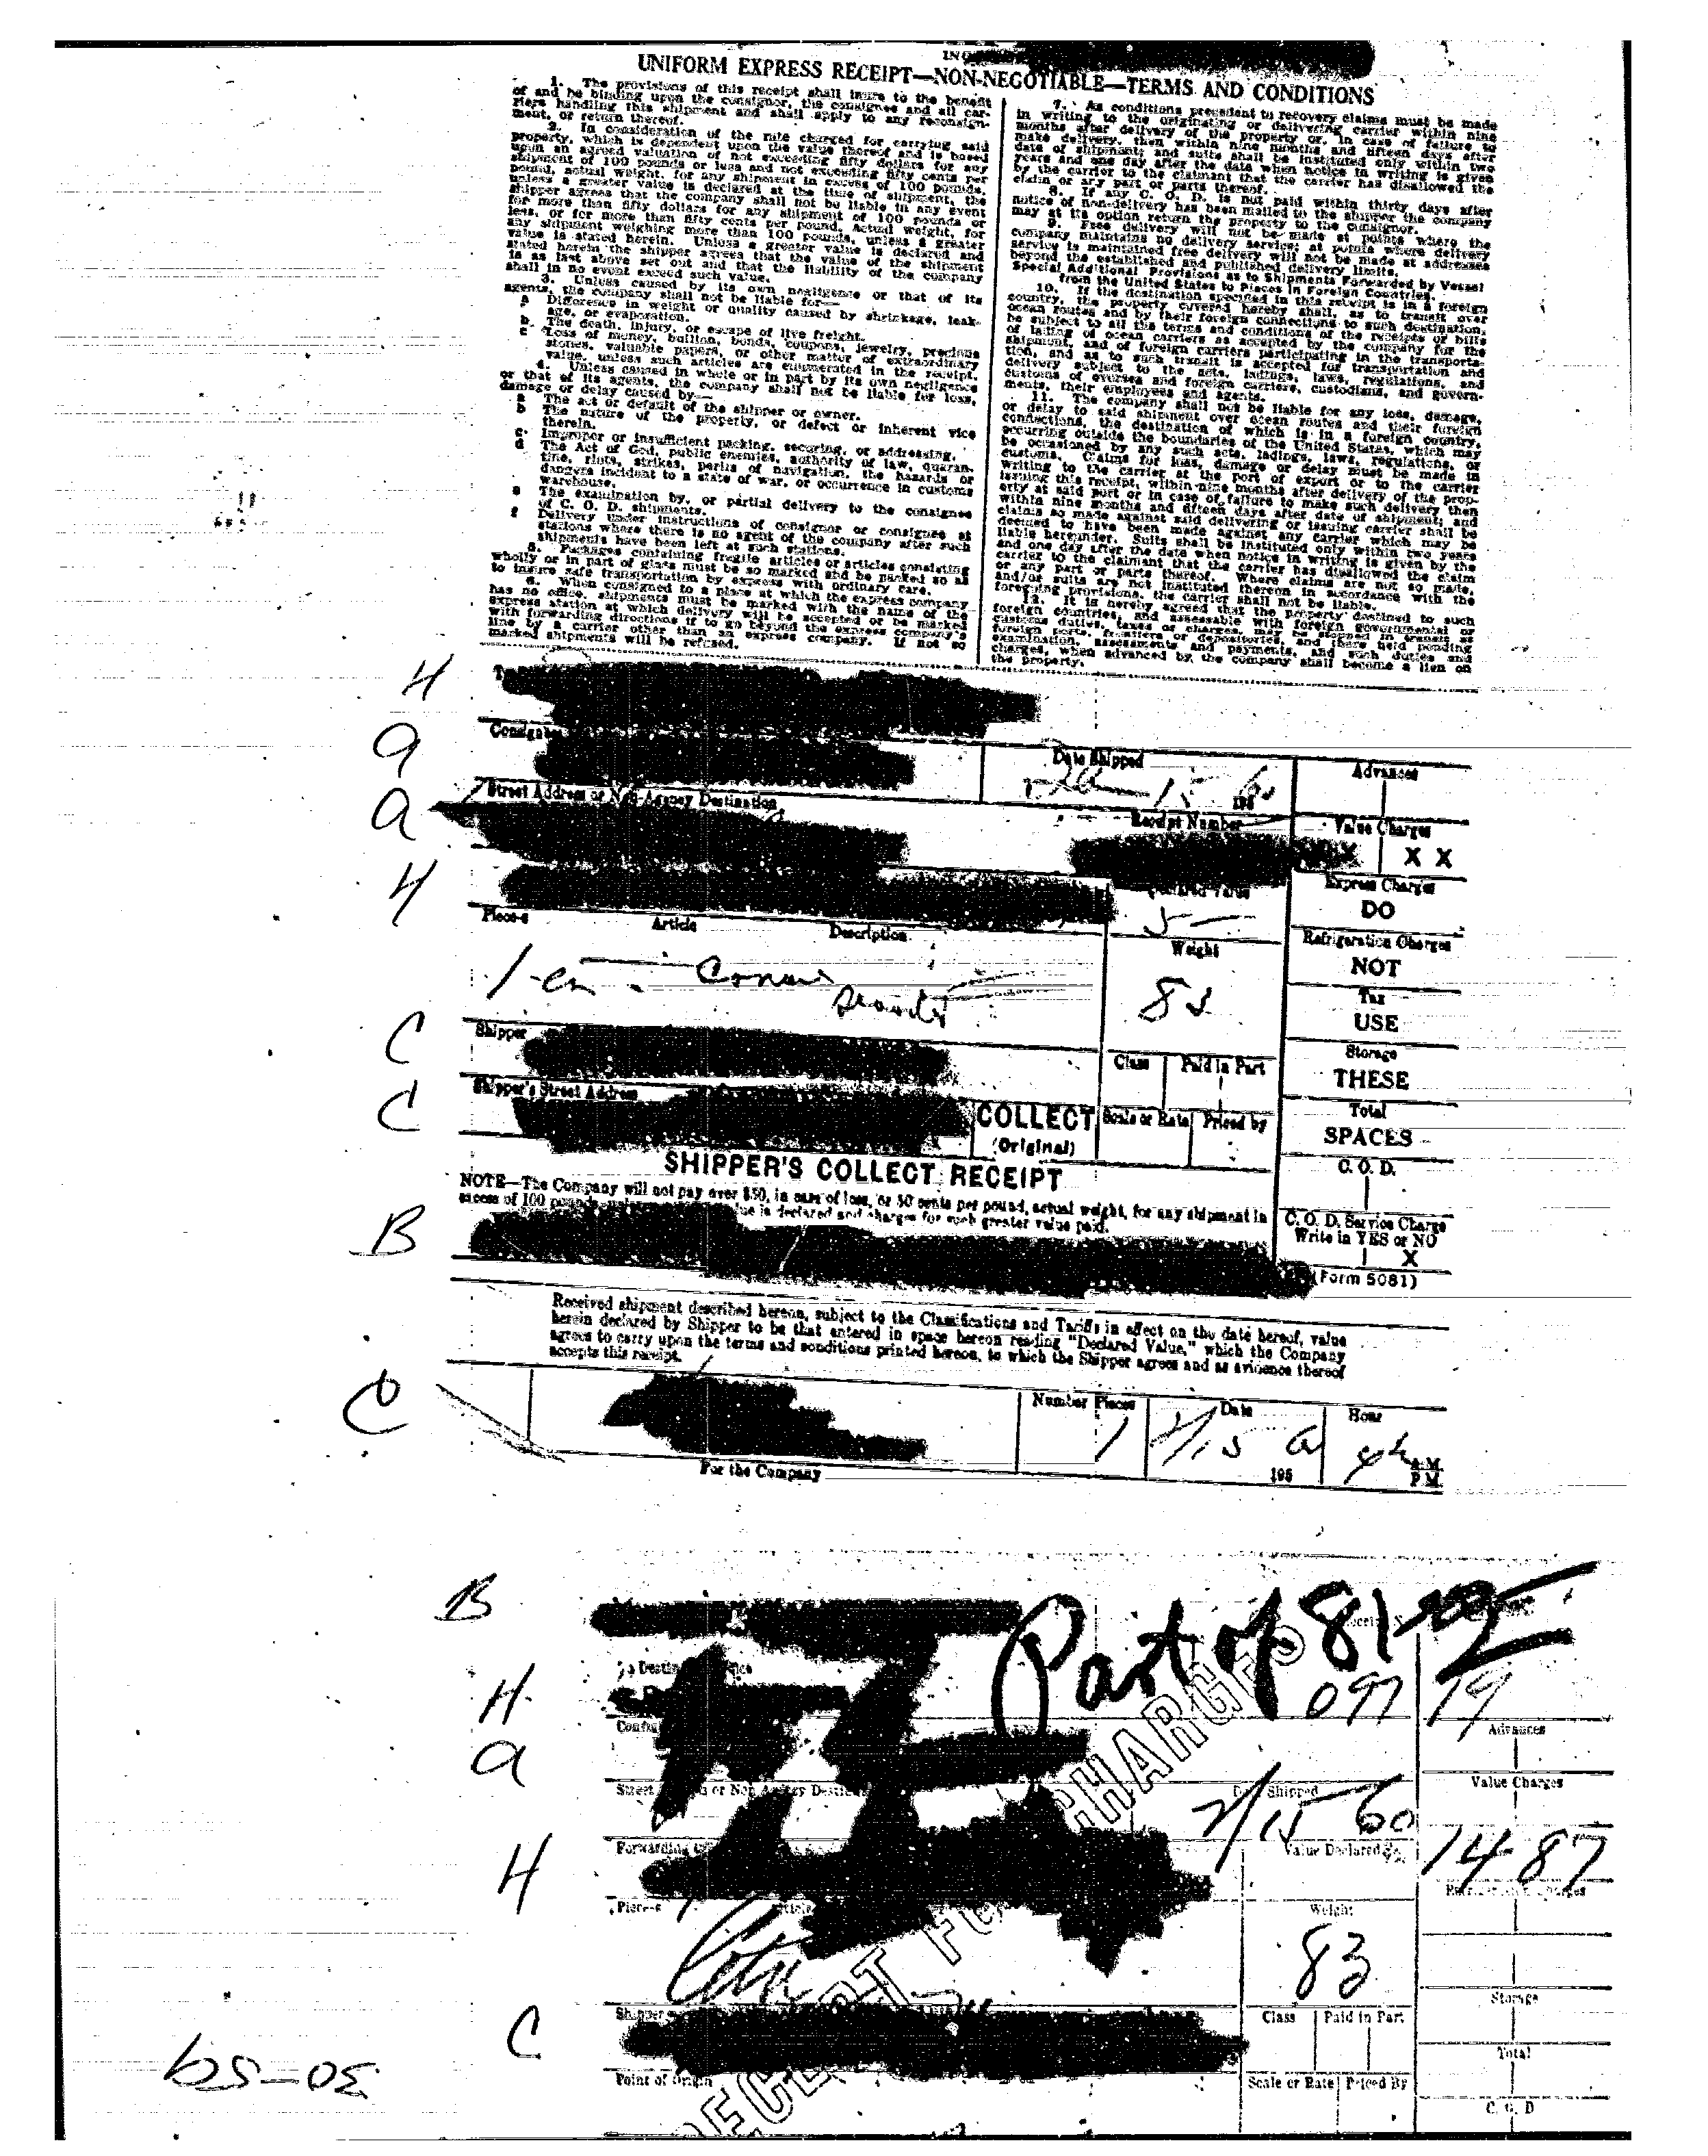 UNIFORM EXPRESS RECEIPT—NON-NEGOTIABLE—TERMS AND CONDITIONS
1. The provisions of this receipt shall inure to the benefit
of and be binding upon the consignor, the consignee and all car-
riers handling this shipment and shall apply to any reconsign-
ment, or return thereof.
2. In consideration of the rate charged for carrying said
property, which is dependent upon the value thereof and is based
upon an agreed valuation of not exceeding fifty dollars for any
shipment of 100 pounds or less and not exceeding fifty cents per
pound, actual weight, for any shipment in excess of 100 pounds,
unless a greater value is declared at the time of shipment, the
shipper agrees that the company shall not be liable in any event
for more than fifty dollars for any shipment of 100 pounds or
less, or for more than fifty cents per pound, actual weight, for
any shipment weighing more than 100 pounds, unless a greater
value is stated herein. Unless a greater value is declared and
stated herein the shipper agrees that the value of the shipment
is as last above set out and that the liability of the company
shall in no event exceed such value.
3. Unless caused by its own negligence or that of its
agents, the company shall not be liable for—
a Difference in weight or quality caused by shrinkage, leak-
age, or evaporation.
b. The death, injury, or escape of live freight.
c Loss of money, bullion, bonds, coupons, jewelry, precious
stones, valuable papers, or other matter of extraordinary
value, unless such articles are enumerated in the receipt.
4. Unless caused in whole or in part by its own negligence
or that of its agents, the company shall not be liable for loss,
damage or delay caused by—
a The act or default of the shipper or owner.
b The nature of the property, or defect or inherent vice
therein.
c Improper or insufficient packing, securing, or addressing.
d The Act of God, public enemies, authority of law, quaran-
tine, riots, strikes, perils of navigation, the hazards or
dangers incident to a state of war, or occurrence in customs
warehouse.
e The examination by, or partial delivery to the consignee
of C. O. D. shipments.
f Delivery under instructions of consignor or consignee at
stations where there is no agent of the company after such
shipments have been left at such stations.
5. Packages containing fragile articles or articles consisting
wholly or in part of glass must be so marked and be packed so as
to insure safe transportation by express with ordinary care.
6. When consigned to a place at which the express company
has no office, shipments must be marked with the name of the
express station at which delivery will be accepted or be marked
with forwarding directions if to go beyond the express company's
line by a carrier other than an express company. If not so
marked shipments will be refused.
7. As conditions precedent to recovery claims must be made
in writing to the originating or delivering carrier within nine
months after delivery of the property or, in case of failure to
make delivery, then within nine months and fifteen days after
date of shipment; and suits shall be instituted only within two
years and one day after the date when notice in writing is given
by the carrier to the claimant that the carrier has disallowed the
claim or any part or parts thereof.
8. If any C. O. D. is not paid within thirty days after
notice of non-delivery has been mailed to the shipper the company
may at its option return the property to the consignor.
9. Free delivery will not be made at points where the
company maintains no delivery service; at points where delivery
service is maintained free delivery will not be made at addresses
beyond the established and published delivery limits.
Special Additional Provisions as to Shipments Forwarded by Vessel
from the United States to Places in Foreign Countries.
10. If the destination specified in this receipt is in a foreign
country, the property covered hereby shall, as to transit over
ocean routes and by their foreign connections to such destination,
be subject to all the terms and conditions of the receipts or bills
of lading of ocean carriers as accepted by the company for the
shipment, and of foreign carriers participating in the transporta-
tion, and as to such transit is accepted for transportation and
delivery subject to the acts, ladings, laws, regulations, and
customs of oversea and foreign carriers, custodians, and govern-
ments, their employees and agents.
11. The company shall not be liable for any loss, damage,
or delay to said shipment over ocean routes and their foreign
connections, the destination of which is in a foreign country,
occurring outside the boundaries of the United States, which may
be occasioned by any such acts, ladings, laws, regulations, or
customs. Claims for loss, damage or delay must be made in
writing to the carrier at the port of export or to the carrier
issuing this receipt, within nine months after delivery of the prop-
erty at said port or in case of failure to make such delivery then
within nine months and fifteen days after date of shipment; and
claims so made against said delivering or issuing carrier shall be
deemed to have been made against any carrier which may be
liable hereunder. Suits shall be instituted only within two years
and one day after the date when notice in writing is given by the
carrier to the claimant that the carrier has disallowed the claim
or any part or parts thereof. Where claims are not so made,
and/or suits are not instituted thereon in accordance with the
foregoing provisions, the carrier shall not be liable.
12. It is hereby agreed that the property destined to such
foreign countries, and assessable with foreign governmental or
customs duties, taxes or charges, may be stopped in transit at
foreign ports, frontiers or depositories, and there held pending
examination, assessments and payments, and such duties and
charges, when advanced by the company shall become a lien on
the property.
H
a
Date Shipped
Advances
15 60
195
Street Address or Non-Agency Destination
a
Receipt Number
Value Charges
X X X
H
Declared Value
5—
Express Charges
DO
Pieces
Article
Description
Weight
Refrigeration Charges
NOT
83
Tax
USE
C
Shipper
Class
Paid in Part
Storage
THESE
C
Shipper's Street Address
COLLECT
(Original)
Scale or Rate
Priced by
Total
SPACES
SHIPPER'S COLLECT RECEIPT
C. O. D.
NOTE—The Company will not pay over $50, in case of loss, or 50 cents per pound, actual weight, for any shipment in
excess of 100 pounds, unless a greater value is declared and charges for such greater value paid.
C. O. D. Service Charge
Write in YES or NO
X
B
(Form 5081)
Received shipment described hereon, subject to the Classifications and Tariffs in effect on the date hereof, value
herein declared by Shipper to be that entered in space hereon reading "Declared Value," which the Company
agrees to carry upon the terms and conditions printed hereon, to which the Shipper agrees and as evidence thereof
accepts this receipt.
C
Number Pieces
1
Date
2/15 60
195
Hour
A.M.
P.M.
For the Company
B
Part of 81
H
097 79
Advances
a
Value Charges
Shipped
2/15 60
H
Value Declared
14 87
Pieces
Weight
83
RECEIPT FOR CHARGES
C
Shipper
Class
Paid in Part
Storage
Total
Point of Origin
Scale or Rate
Priced By
C. O. D
30-59